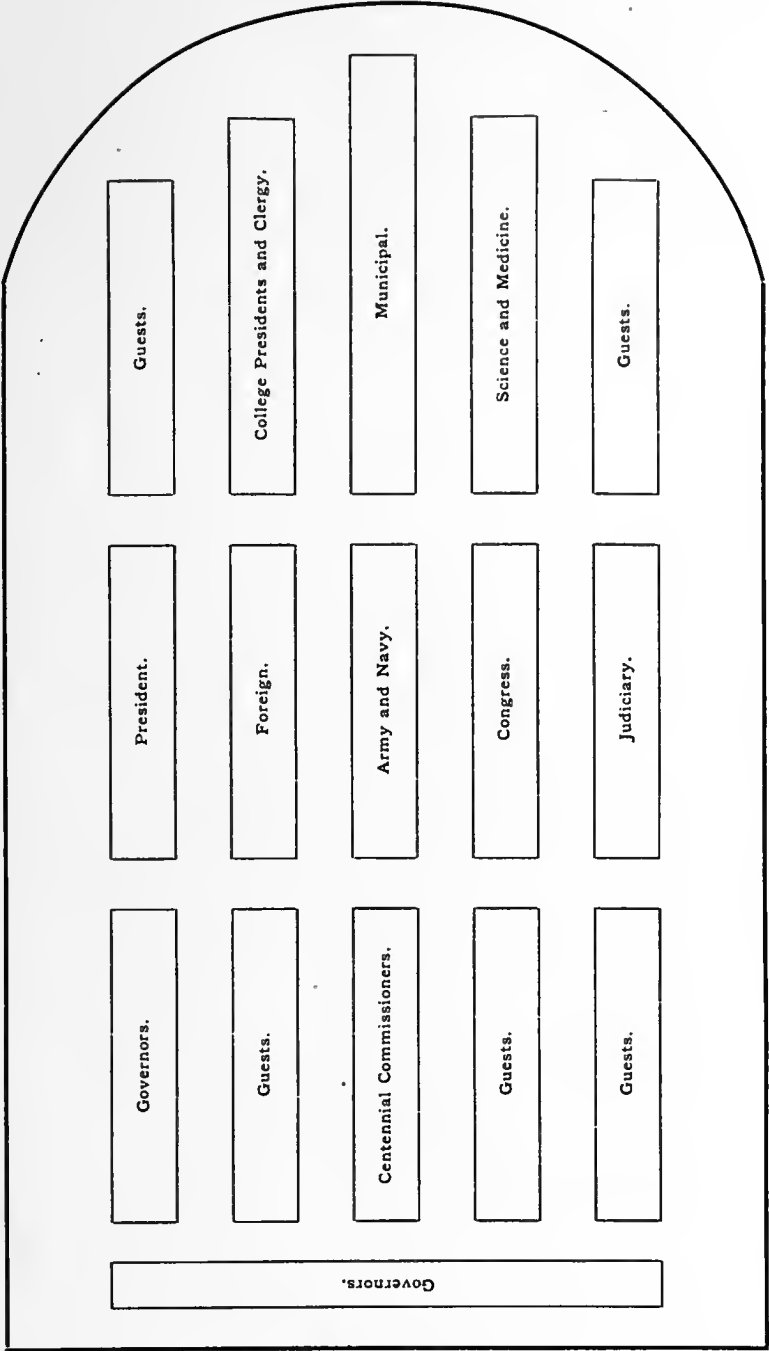 Governors.
Governors.
President.
Guests.
Guests.
Foreign.
College Presidents and Clergy.
Centennial Commissioners.
Army and Navy.
Municipal.
Guests.
Congress.
Science and Medicine.
Guests.
Judiciary.
Guests.